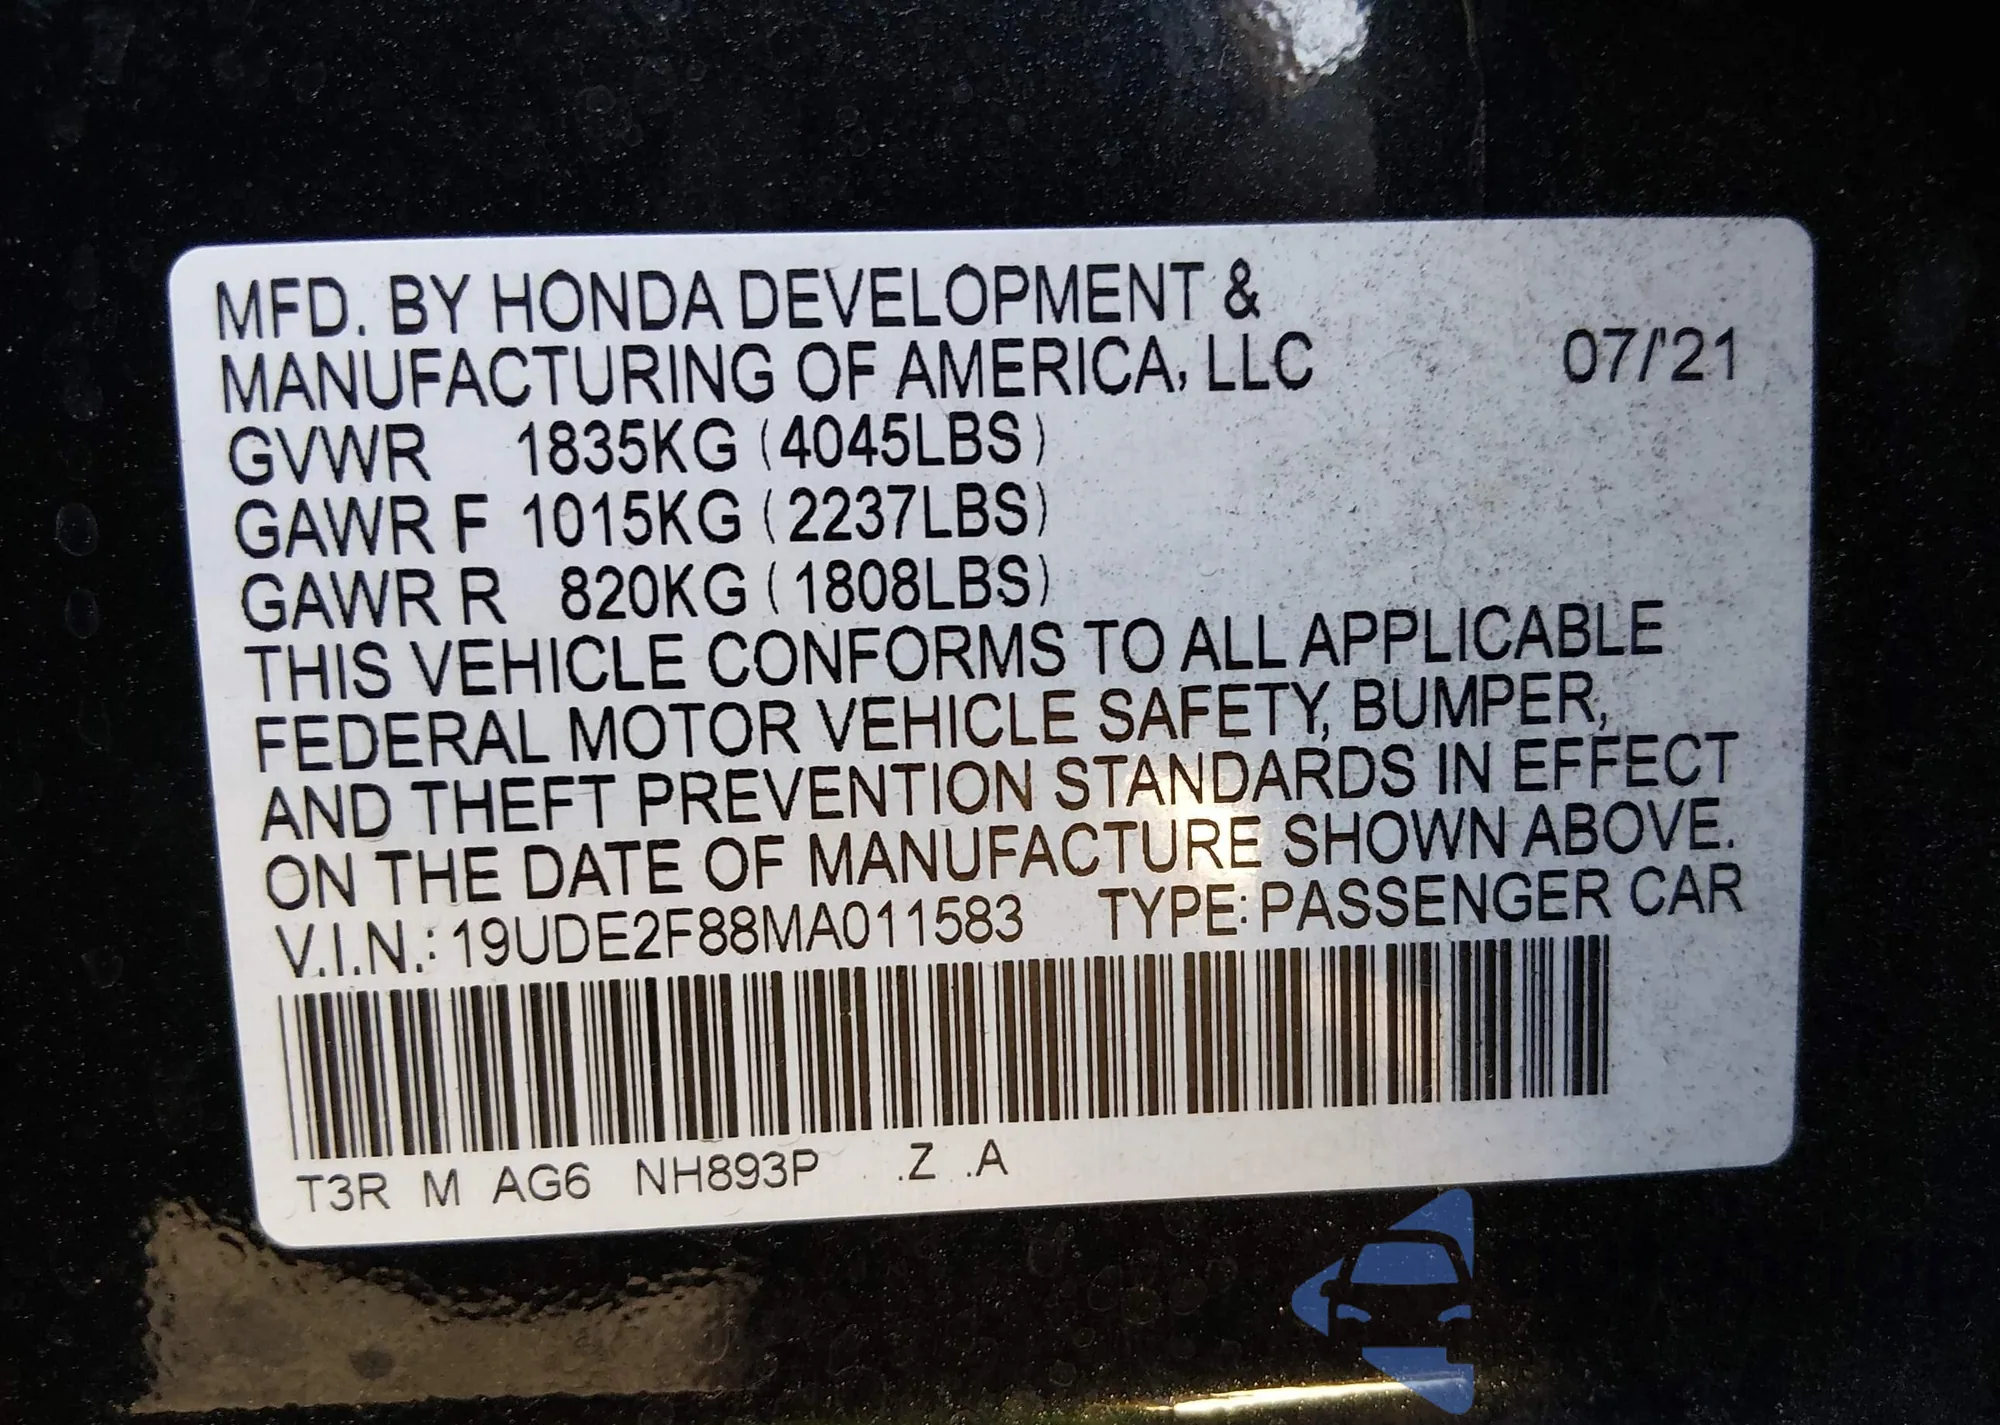 MFD. BY HONDA DEVELOPMENT &
MANUFACTURING OF AMERICA, LLC 07/'21
GVWR 1835KG (4045LBS)
GAWR F 1015KG (2237LBS)
GAWR R 820KG (1808LBS)
THIS VEHICLE CONFORMS TO ALL APPLICABLE
FEDERAL MOTOR VEHICLE SAFETY, BUMPER,
AND THEFT PREVENTION STANDARDS IN EFFECT
ON THE DATE OF MANUFACTURE SHOWN ABOVE.
V.I.N.: 19UDE2F88MA011583 TYPE: PASSENGER CAR
T3R M AG6 NH893P .Z .A